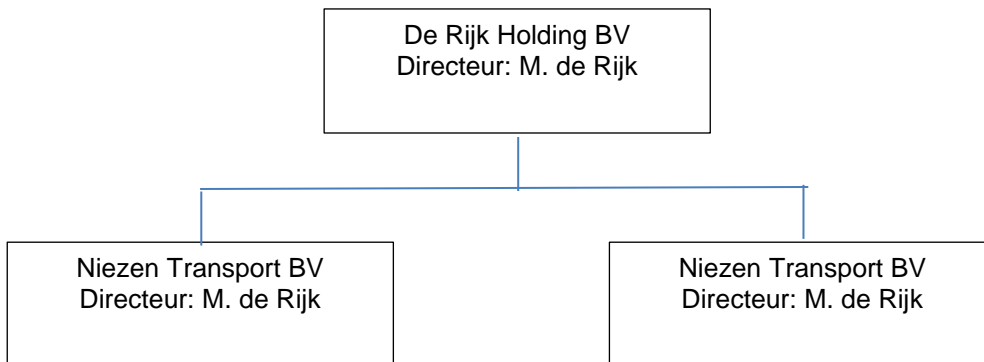 De Rijk Holding BV
Directeur: M. de Rijk
Niezen Transport BV
Directeur: M. de Rijk
Niezen Transport BV
Directeur: M. de Rijk